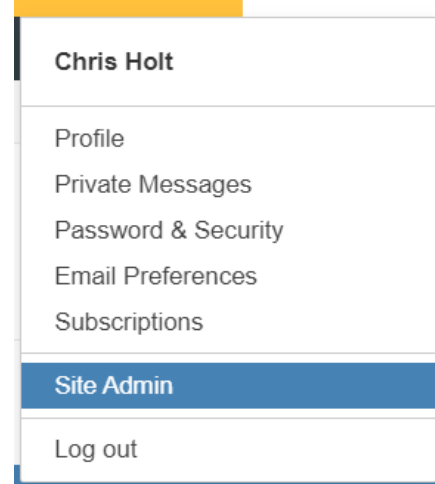 Chris Holt
Profile
Private Messages
Password & Security
Email Preferences
Subscriptions
Site Admin
Log out